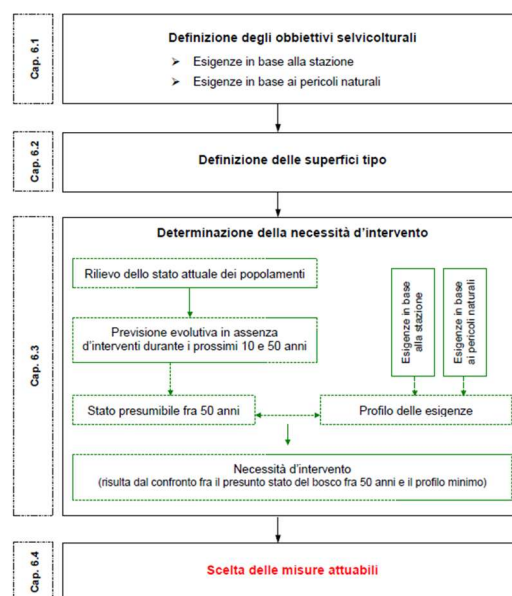 Cap. 6.1
Definizione degli obbiettivi selvicolturali
➤ Esigenze in base alla stazione
➤ Esigenze in base ai pericoli naturali
Cap. 6.2
Definizione delle superfici tipo
Cap. 6.3
Determinazione della necessità d'intervento
Rilievo dello stato attuale dei popolamenti
Previsione evolutiva in assenza
d'interventi durante i prossimi 10 e 50 anni
Esigenze in base
alla stazione
Esigenze in base
ai pericoli naturali
Stato presumibile fra 50 anni
Profilo delle esigenze
Necessità d'intervento
(risulta dal confronto fra il presunto stato del bosco fra 50 anni e il profilo minimo)
Cap. 6.4
Scelta delle misure attuabili